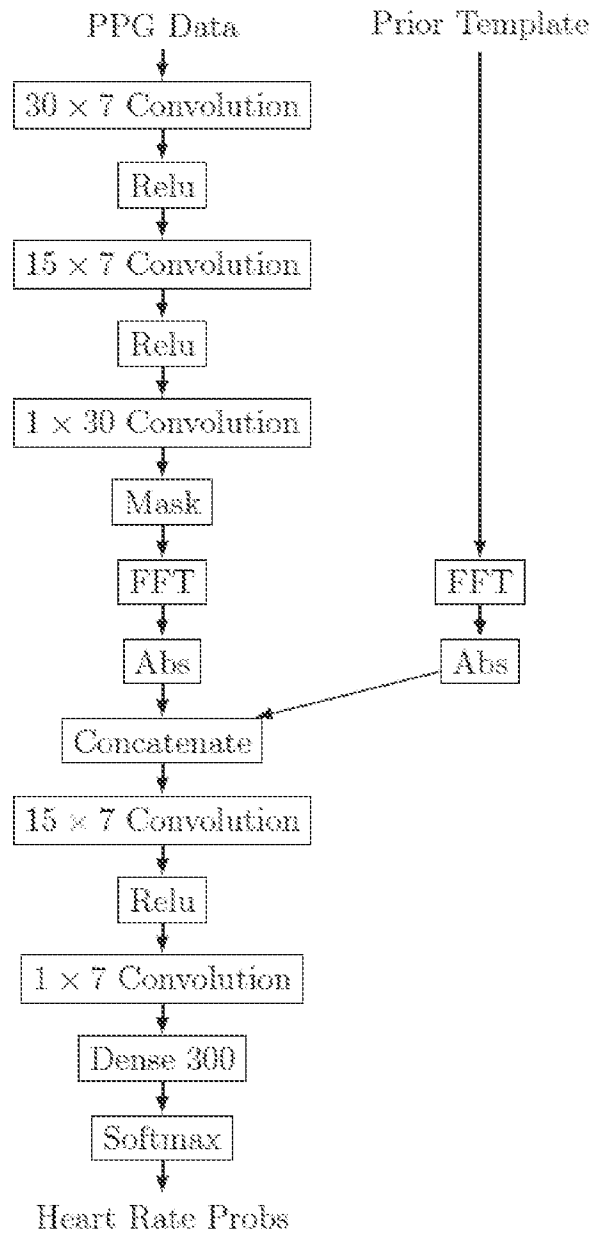 PPG Data
Prior Template
30 × 7 Convolution
Relu
15 × 7 Convolution
Relu
1 × 30 Convolution
Mask
FFT
FFT
Abs
Abs
Concatenate
15 × 7 Convolution
Relu
1 × 7 Convolution
Dense 300
Softmax
Heart Rate Probs